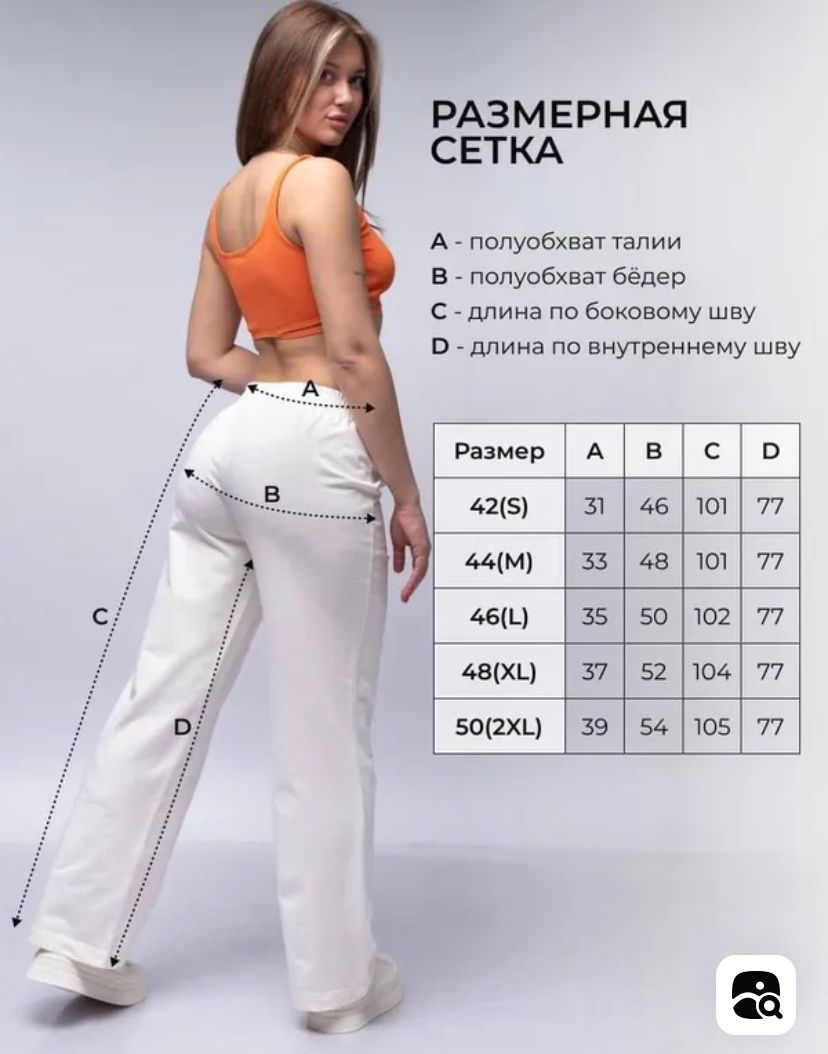 РАЗМЕРНАЯ
СЕТКА
A - полуобхват талии
B - полуобхват бёдер
C - длина по боковому шву
D - длина по внутреннему шву
A
B
C
D
Размер A B C D
42(S) 31 46 101 77
44(M) 33 48 101 77
46(L) 35 50 102 77
48(XL) 37 52 104 77
50(2XL) 39 54 105 77